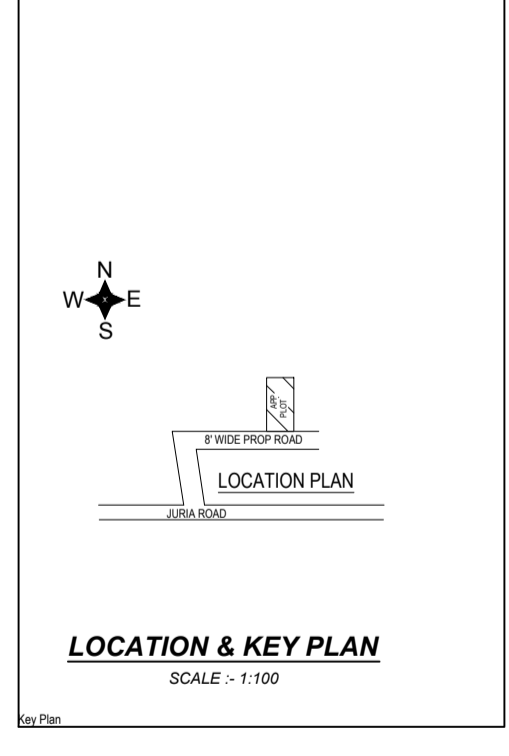 N
W X E
S
APP.
PLOT
8' WIDE PROP ROAD
LOCATION PLAN
JURIA ROAD
LOCATION & KEY PLAN
SCALE :- 1:100
Key Plan